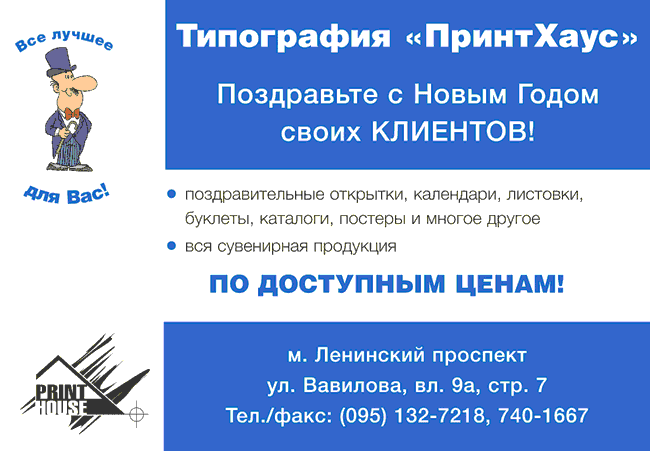 Все лучшее
для Вас!
Типография «ПринтХаус»
Поздравьте с Новым Годом
своих КЛИЕНТОВ!
• поздравительные открытки, календари, листовки,
буклеты, каталоги, постеры и многое другое
• вся сувенирная продукция
ПО ДОСТУПНЫМ ЦЕНАМ!
PRINT
HOUSE
м. Ленинский проспект
ул. Вавилова, вл. 9а, стр. 7
Тел./факс: (095) 132-7218, 740-1667